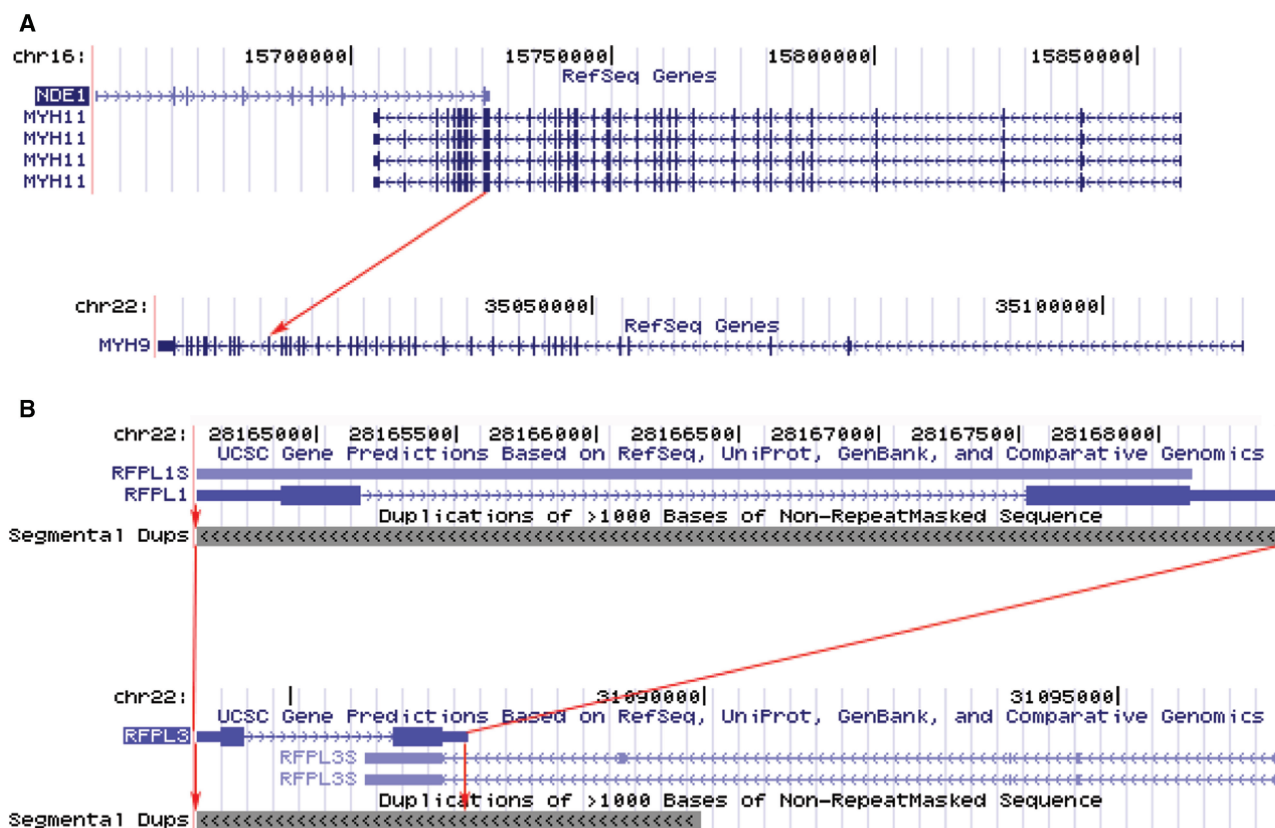 A
chr16: 15700000| 15750000| 15800000| 15850000|
RefSeq Genes
NDE1
MYH11
MYH11
MYH11
MYH11
chr22: 35050000| 35100000|
RefSeq Genes
MYH9
B
chr22: 28165000| 28165500| 28166000| 28166500| 28167000| 28167500| 28168000|
UCSC Gene Predictions Based on RefSeq, UniProt, GenBank, and Comparative Genomics
RFPL1S
RFPL1
Duplications of >1000 Bases of Non-RepeatMasked Sequence
Segmental Dups
chr22: | 31090000| 31095000|
UCSC Gene Predictions Based on RefSeq, UniProt, GenBank, and Comparative Genomics
RFPL3
RFPL3S
RFPL3S
Duplications of >1000 Bases of Non-RepeatMasked Sequence
Segmental Dups